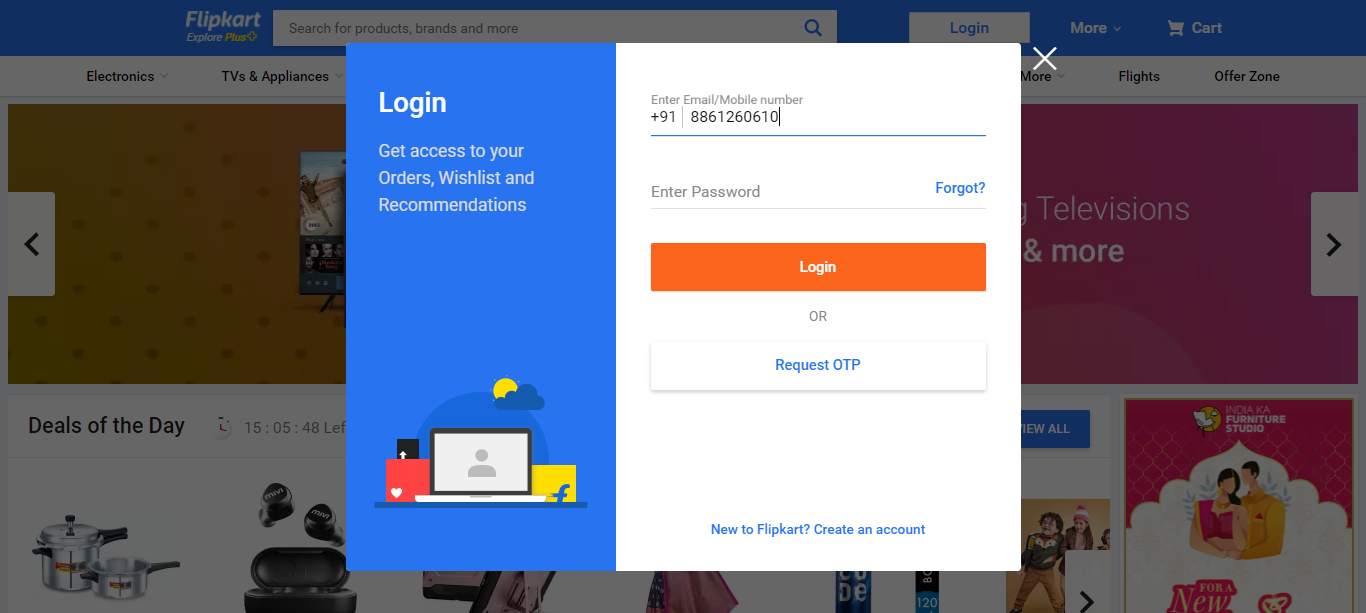 Flipkart
Explore Plus
Search for products, brands and more
Login
More
Cart
Electronics
TVs & Appliances
More
Flights
Offer Zone
Login
Get access to your
Orders, Wishlist and
Recommendations
Enter Email/Mobile number
+91 8861260610
Enter Password
Forgot?
Login
OR
Request OTP
New to Flipkart? Create an account
g Televisions
& more
Deals of the Day
15 : 05 : 48 Lef
VIEW ALL
INDIA KA
FURNITURE
STUDIO
mivi
mivi
FOR A
New
120